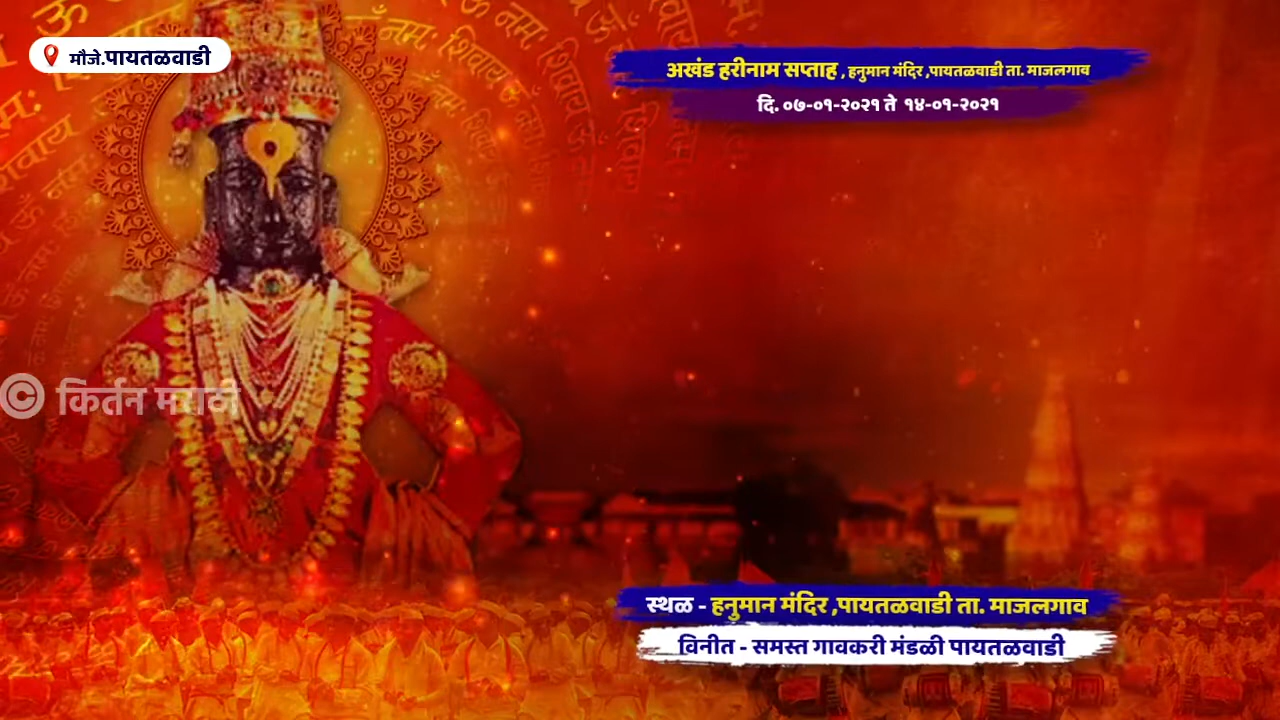 मौजे.पायतळवाडी
अखंड हरीनाम सप्ताह , हनुमान मंदिर ,पायतळवाडी ता. माजलगाव
दि. ०७-०१-२०२१ ते १४-०१-२०२१
© किर्तन मराठी
स्थळ - हनुमान मंदिर ,पायतळवाडी ता. माजलगाव
विनीत - समस्त गावकरी मंडळी पायतळवाडी